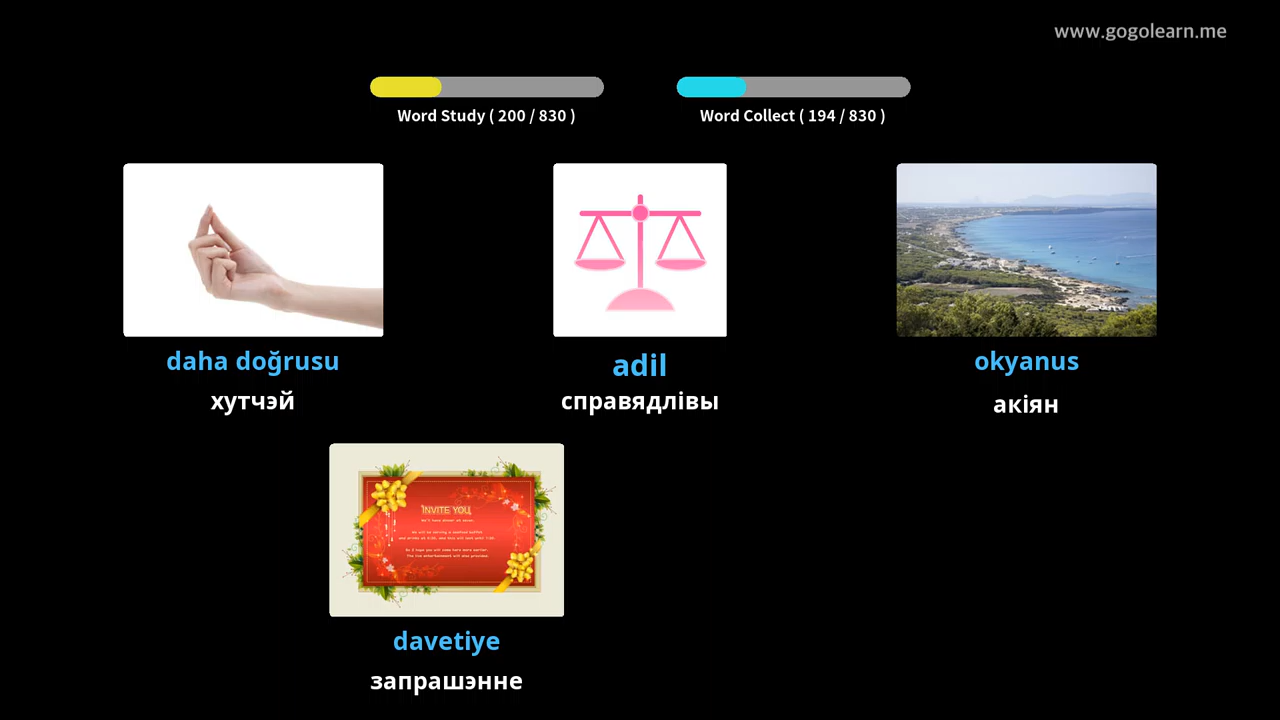 www.gogolearn.me
Word Study ( 200 / 830 )
Word Collect ( 194 / 830 )
daha doğrusu
adil
okyanus
хутчэй
справядлівы
акіян
INVITE YOU
davetiye
запрашэнне